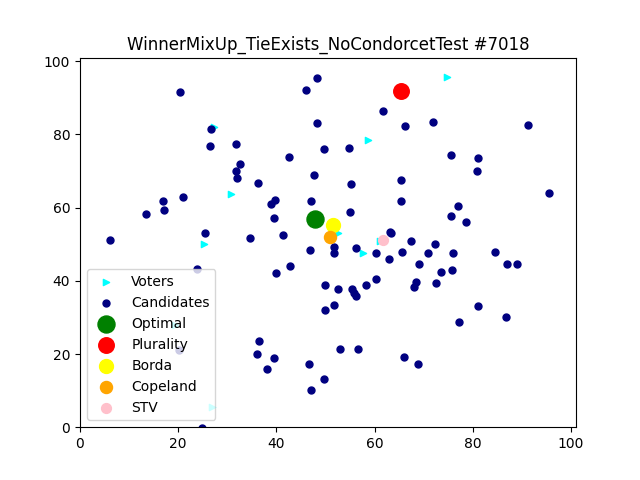 WinnerMixUp_TieExists_NoCondorcetTest #7018
100
80
60
40
20
0
Voters
Candidates
Optimal
Plurality
Borda
Copeland
STV
0 20 40 60 80 100